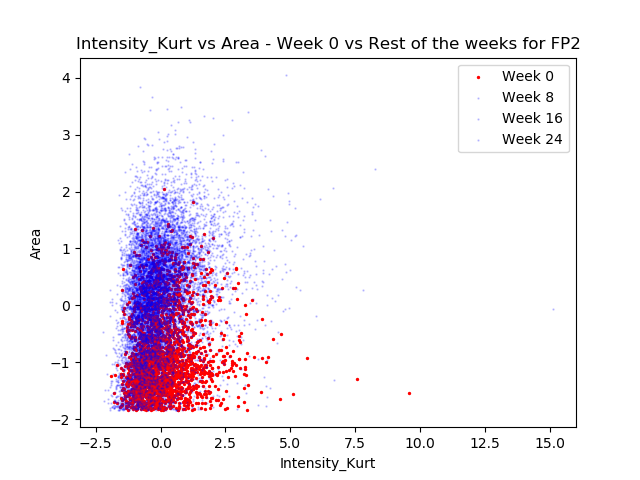 Intensity_Kurt vs Area - Week 0 vs Rest of the weeks for FP2
Week 0
Week 8
Week 16
Week 24
4
3
2
1
0
−1
−2
Area
−2.5 0.0 2.5 5.0 7.5 10.0 12.5 15.0
Intensity_Kurt